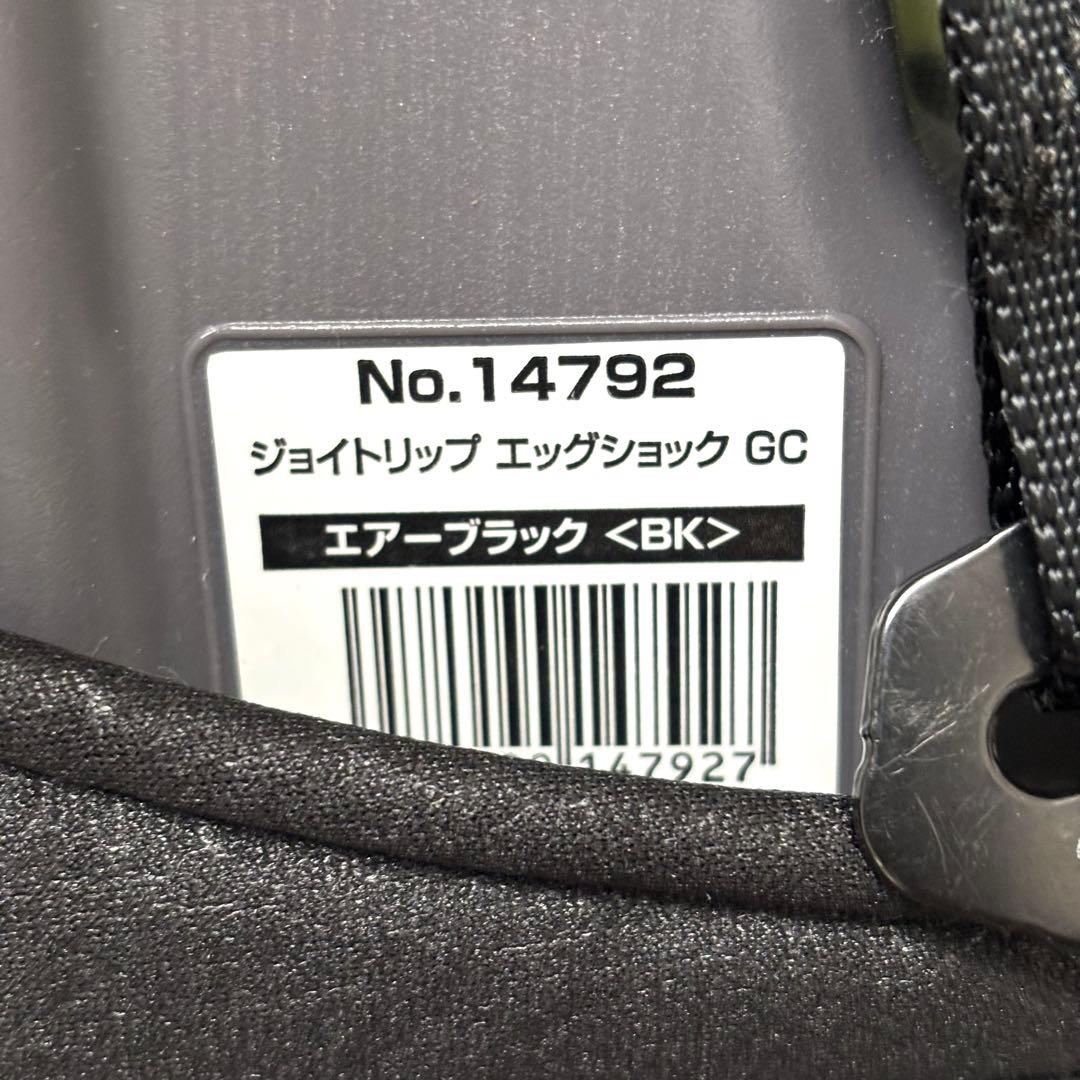 No.14792
ジョイトリップ エッグショック GC
エアーブラック <BK>
147927